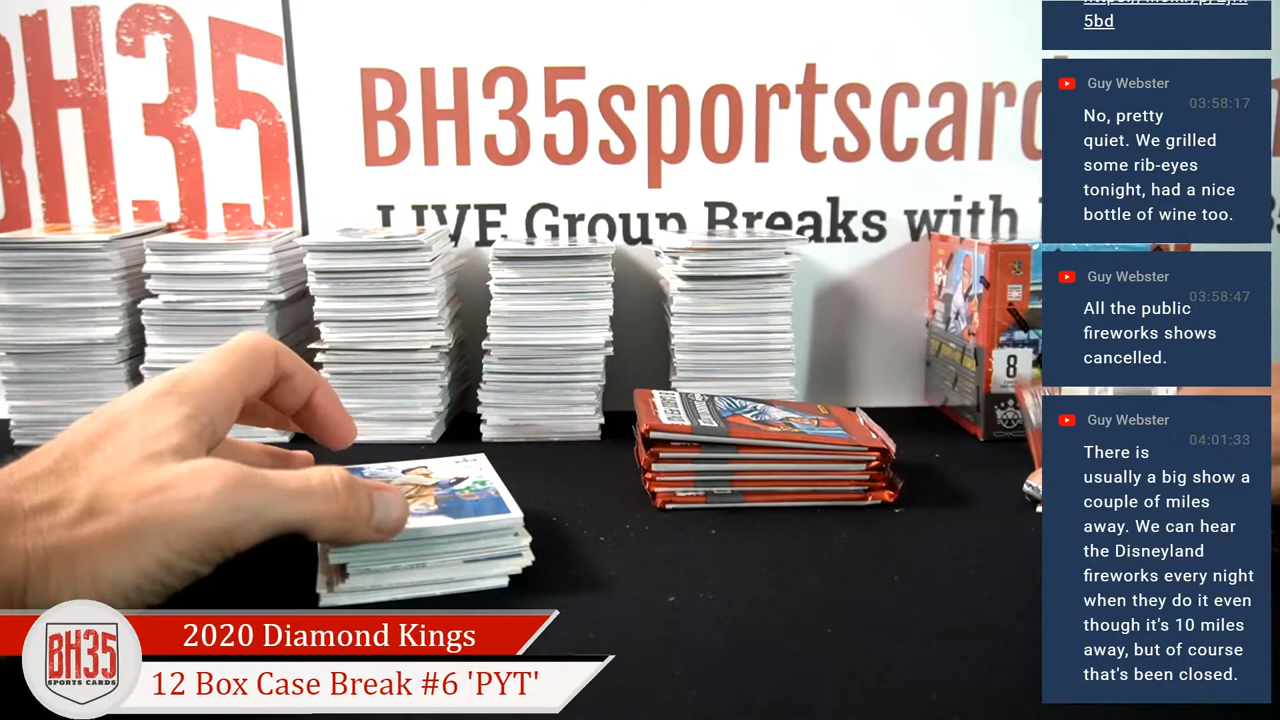 BH35
BH35sportscard
LIVE Group Breaks with
8
5bd
Guy Webster
03:58:17
No, pretty
quiet. We grilled
some rib-eyes
tonight, had a nice
bottle of wine too.
Guy Webster
03:58:47
All the public
fireworks shows
cancelled.
Guy Webster
04:01:33
There is
usually a big show a
couple of miles
away. We can hear
the Disneyland
fireworks every night
when they do it even
though it's 10 miles
away, but of course
that's been closed.
BH35
SPORTS CARDS
2020 Diamond Kings
12 Box Case Break #6 'PYT'